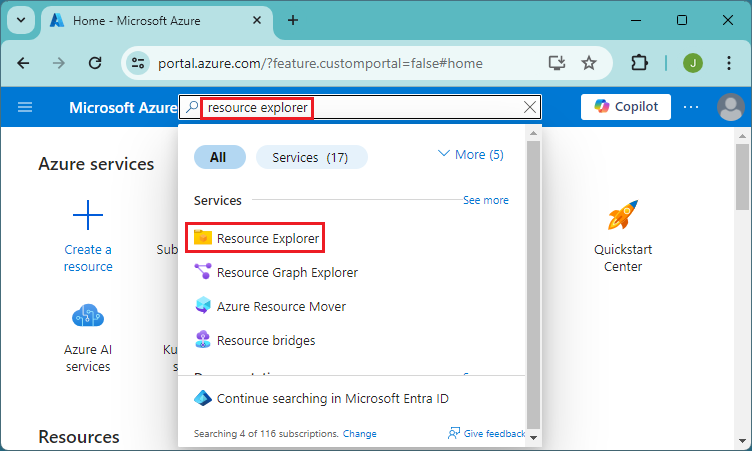 Home - Microsoft Azure
portal.azure.com/?feature.customportal=false#home
J
Microsoft Azure
resource explorer
Copilot
All
Services (17)
More (5)
Azure services
Services
See more
Create a
resource
Sub
Resource Explorer
Resource Graph Explorer
Azure Resource Mover
Resource bridges
Quickstart
Center
Azure AI
services
Ku
s
Continue searching in Microsoft Entra ID
Searching 4 of 116 subscriptions. Change
Give feedback
Resources